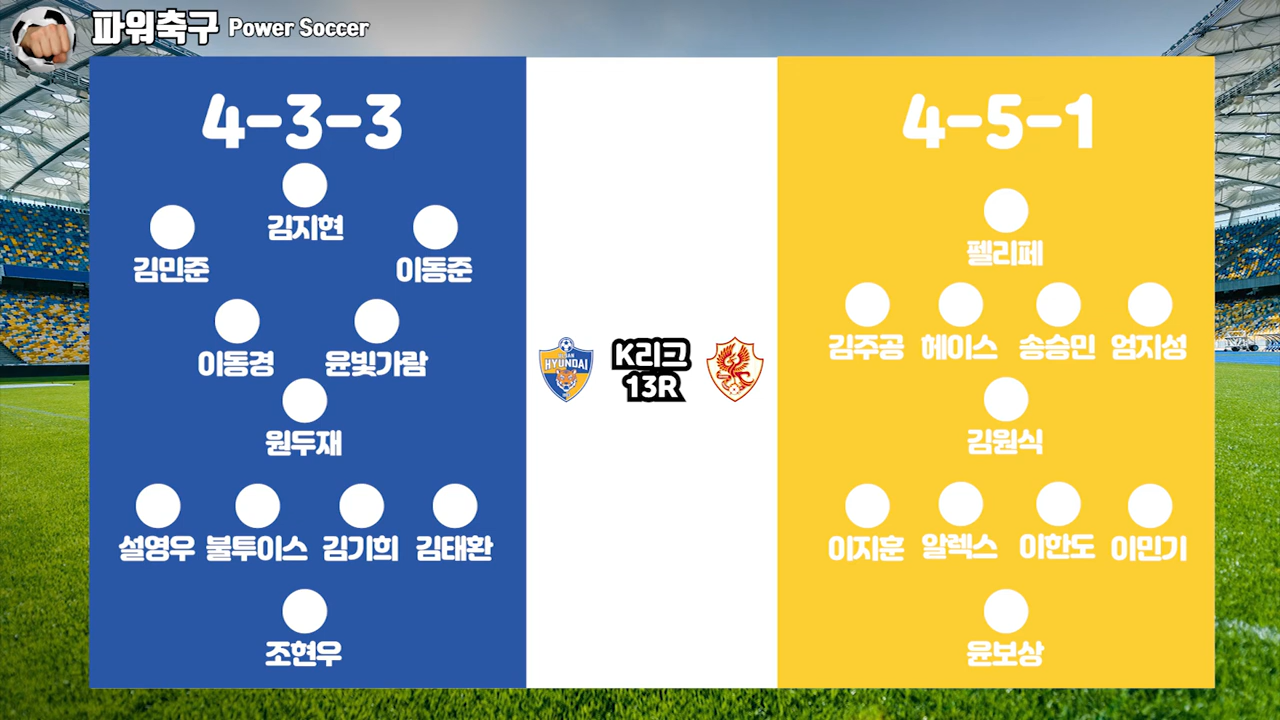 파워축구 Power Soccer
4-3-3
김지현
김민준
이동준
이동경
윤빛가람
원두재
설영우 불투이스 김기희 김태환
조현우
HYUNDAI
K리그
13R
4-5-1
펠리페
김주공 헤이스 송승민 엄지성
김원식
이지훈 알렉스 이한도 이민기
윤보상